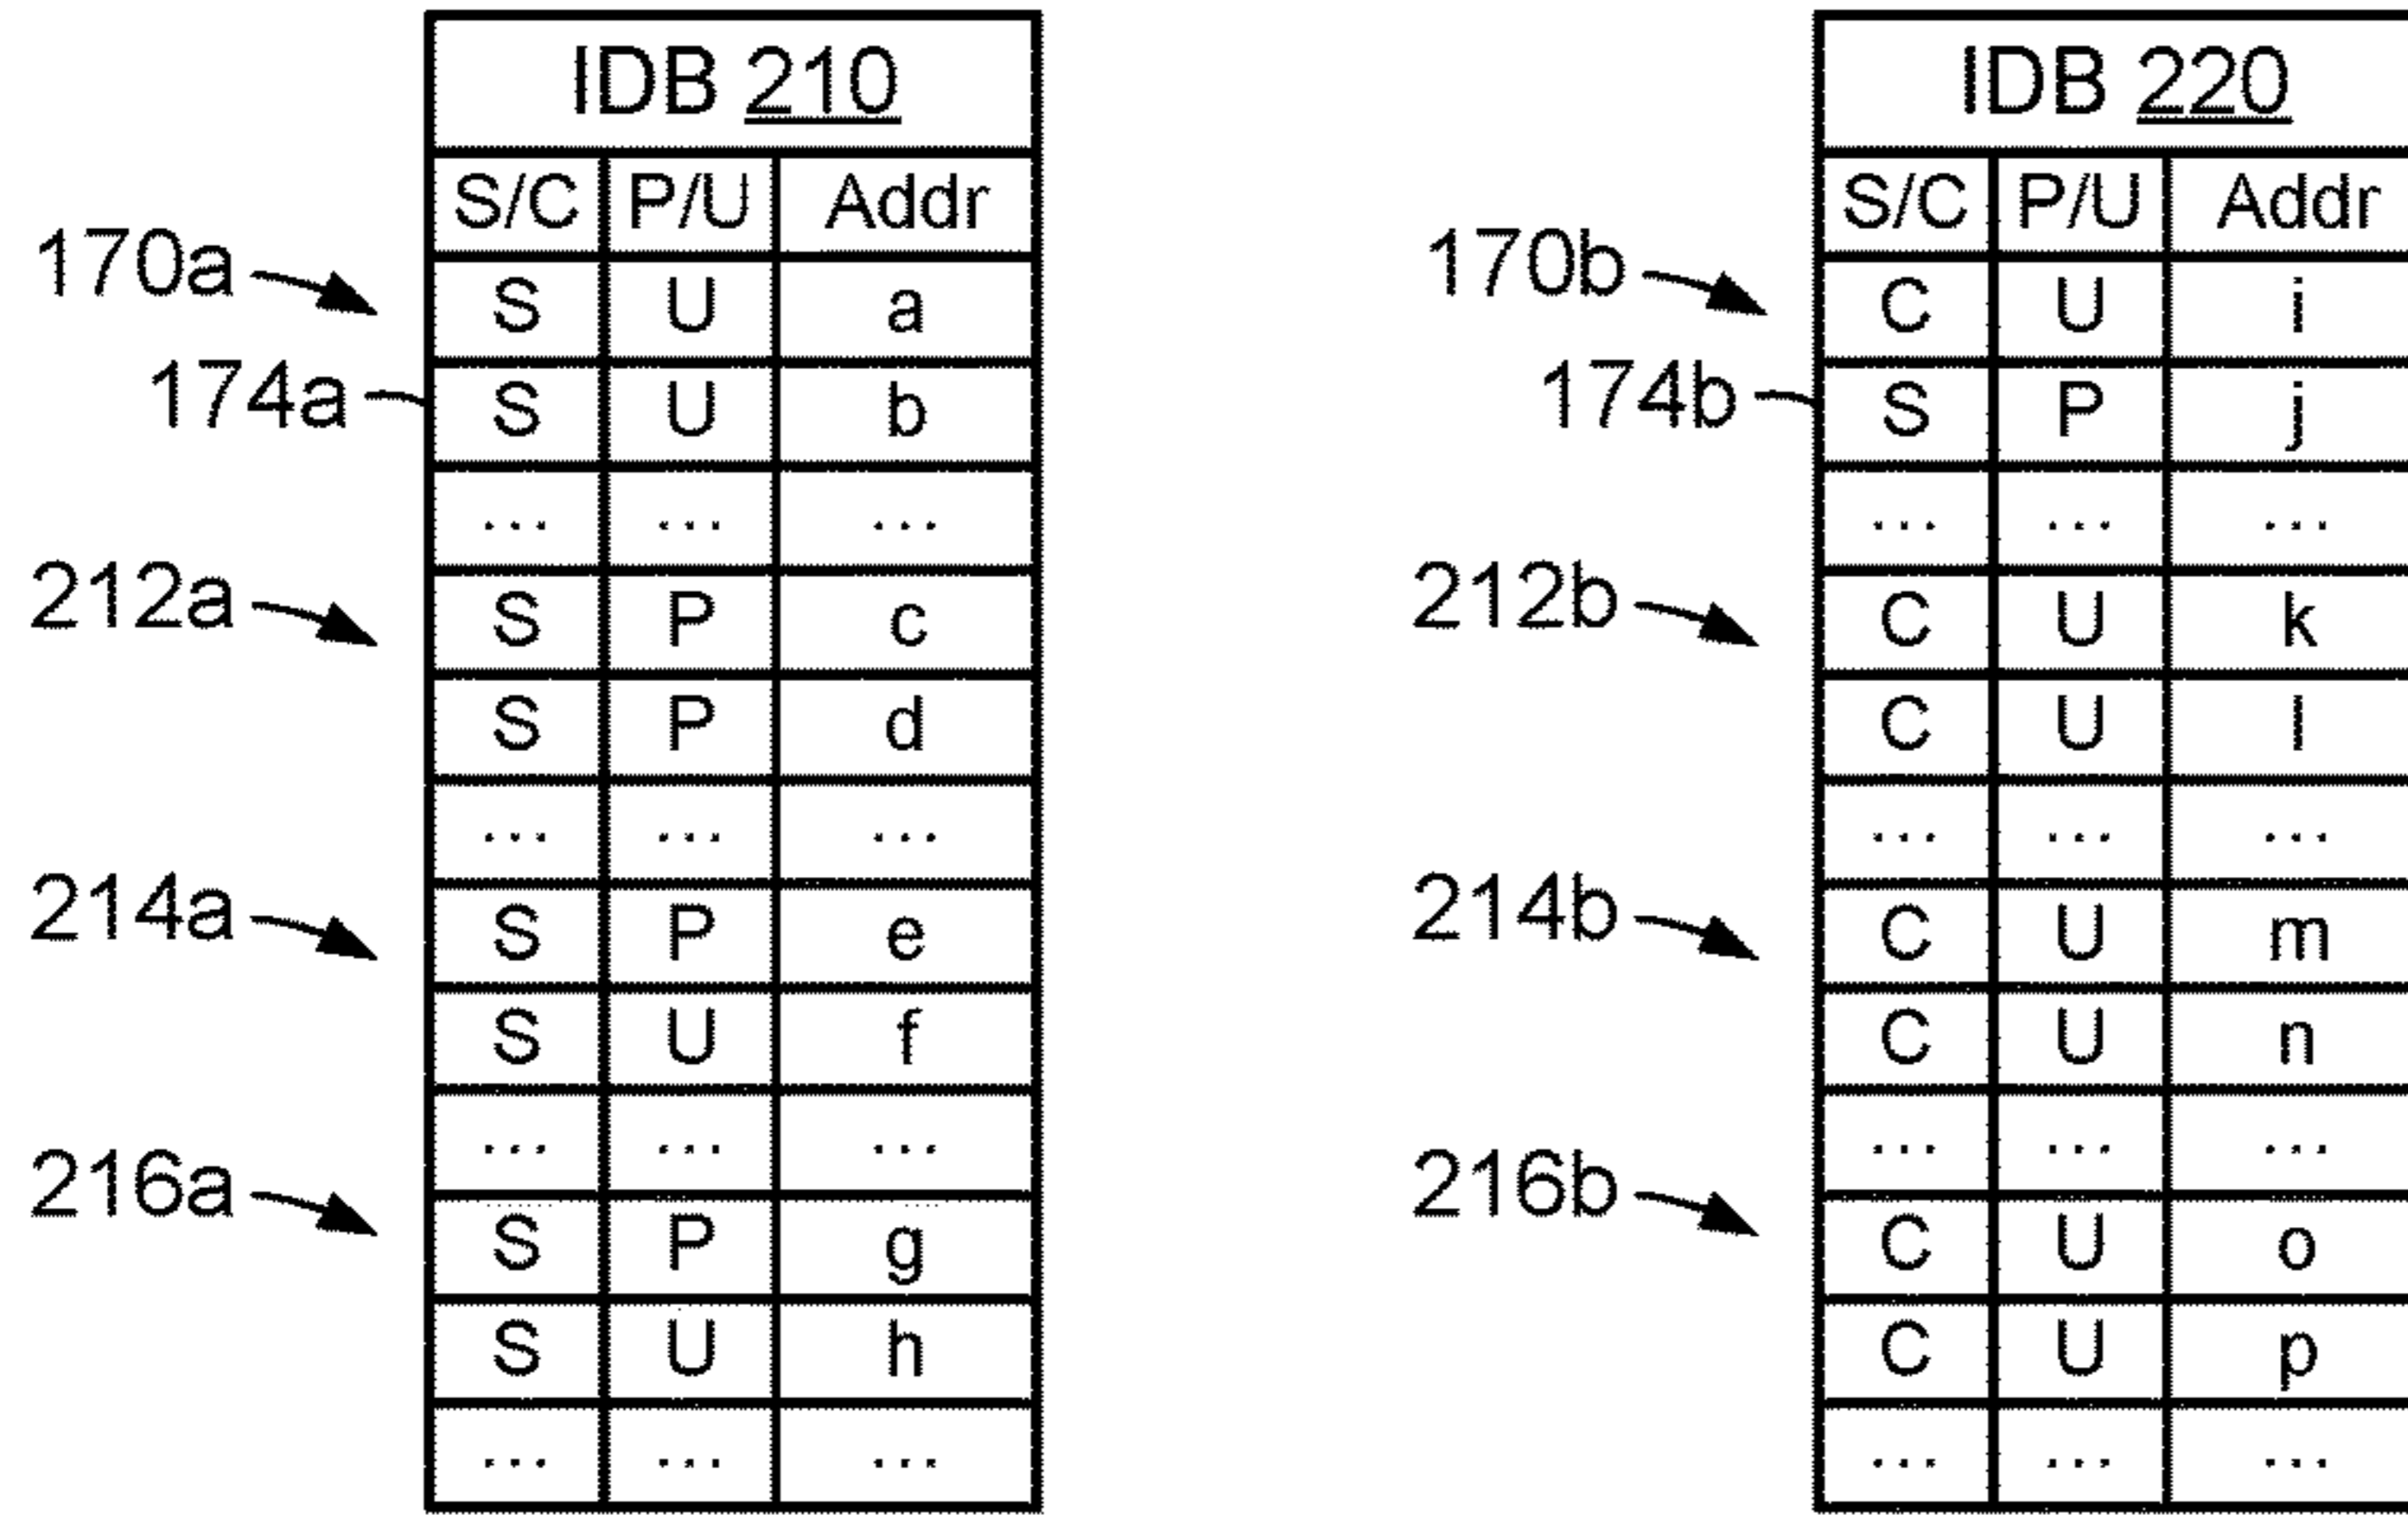 IDB 210
S/C P/U Addr
170a
S U a
174a
S U b
... ... ...
212a
S P c
S P d
... ... ...
214a
S P e
S U f
... ... ...
216a
S P g
S U h
... ... ...
IDB 220
S/C P/U Addr
170b
C U i
174b
S P j
... ... ...
212b
C U k
C U l
... ... ...
214b
C U m
C U n
... ... ...
216b
C U o
C U p
... ... ...